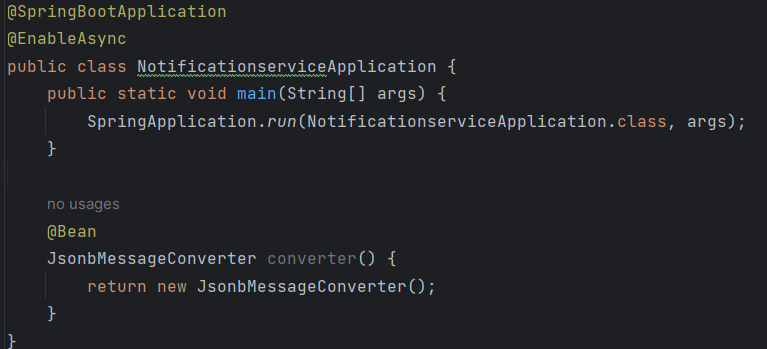 @SpringBootApplication
@EnableAsync
public class NotificationserviceApplication {
    public static void main(String[] args) {
        SpringApplication.run(NotificationserviceApplication.class, args);
    }
    no usages
    @Bean
    JsonbMessageConverter converter() {
        return new JsonbMessageConverter();
    }
}